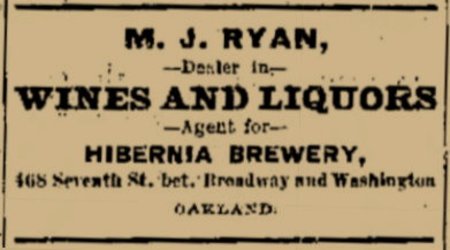 M. J. RYAN,
—Dealer in—
WINES AND LIQUORS
—Agent for—
HIBERNIA BREWERY,
468 Seventh St. bet. Broadway and Washington
OAKLAND.